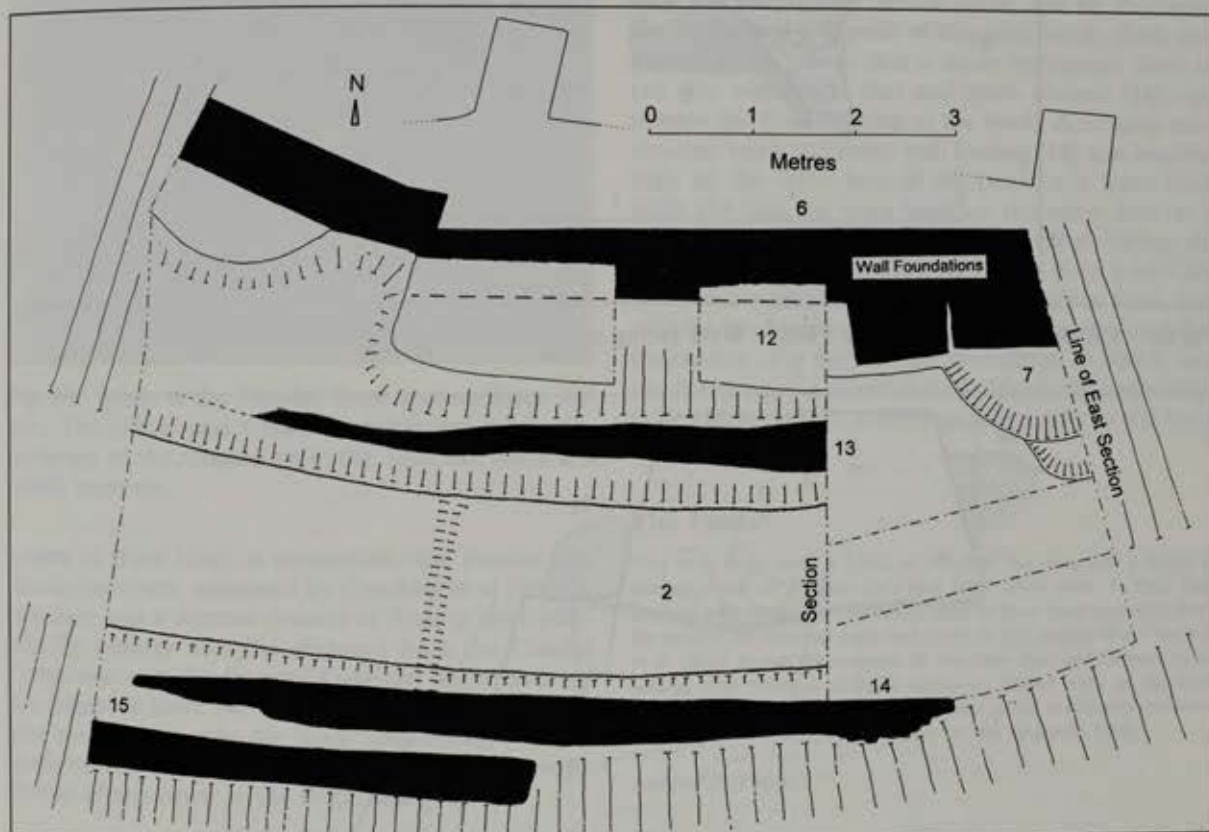 N
0 1 2 3
Metres
6
Wall Foundations
12
7
Line of East Section
13
2
Section
14
15